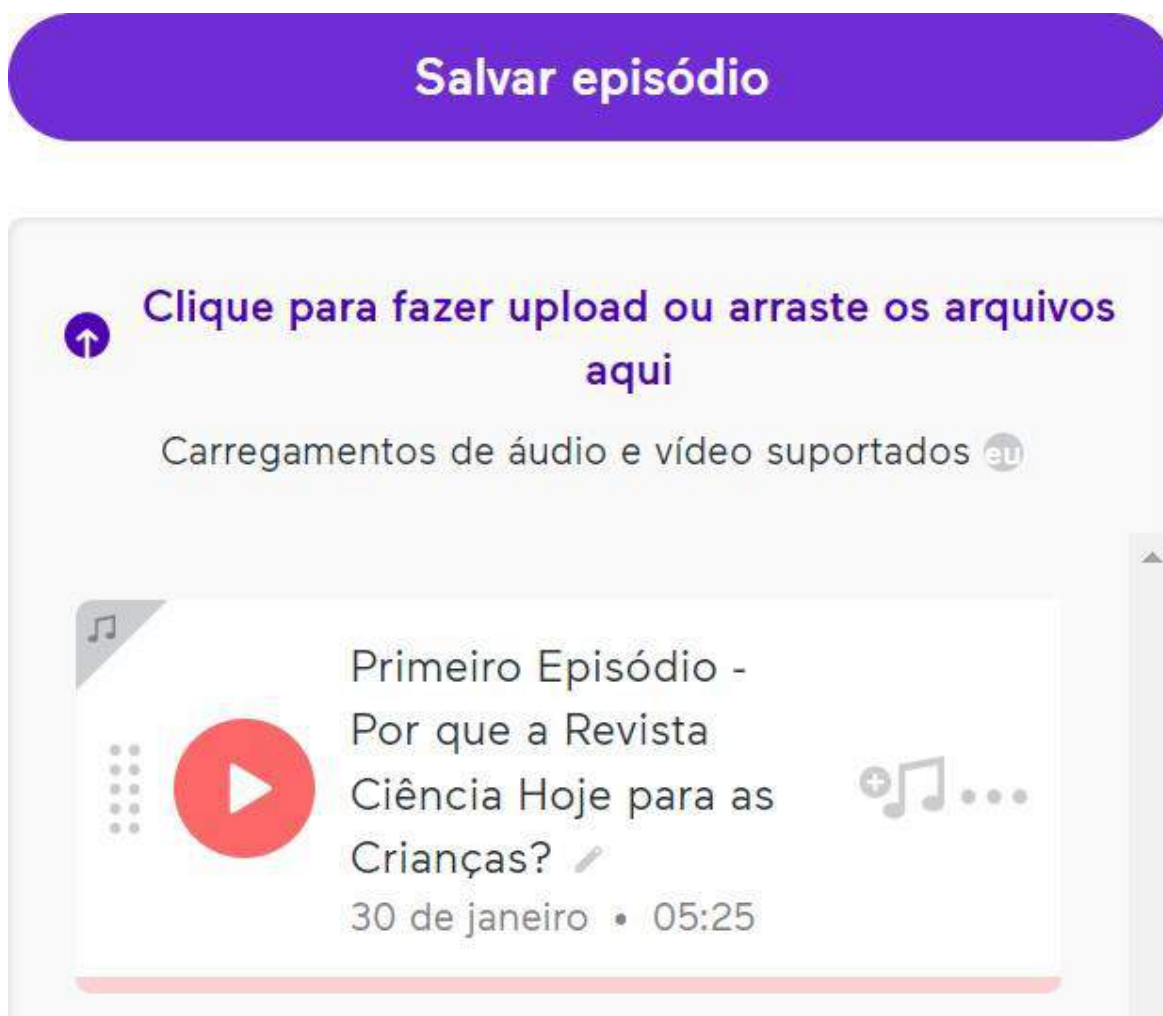 Salvar episódio
Clique para fazer upload ou arraste os arquivos
aqui
Carregamentos de áudio e vídeo suportados eu
Primeiro Episódio -
Por que a Revista
Ciência Hoje para as
Crianças?
30 de janeiro • 05:25